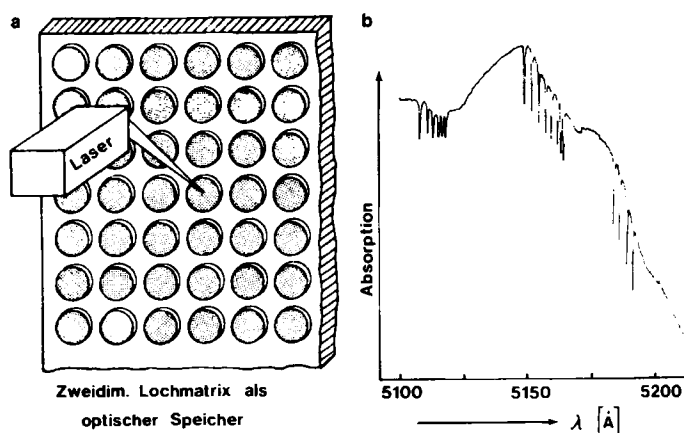 a
Laser
Zweidim. Lochmatrix als
optischer Speicher
b
Absorption
5100
5150
5200
λ [Å]